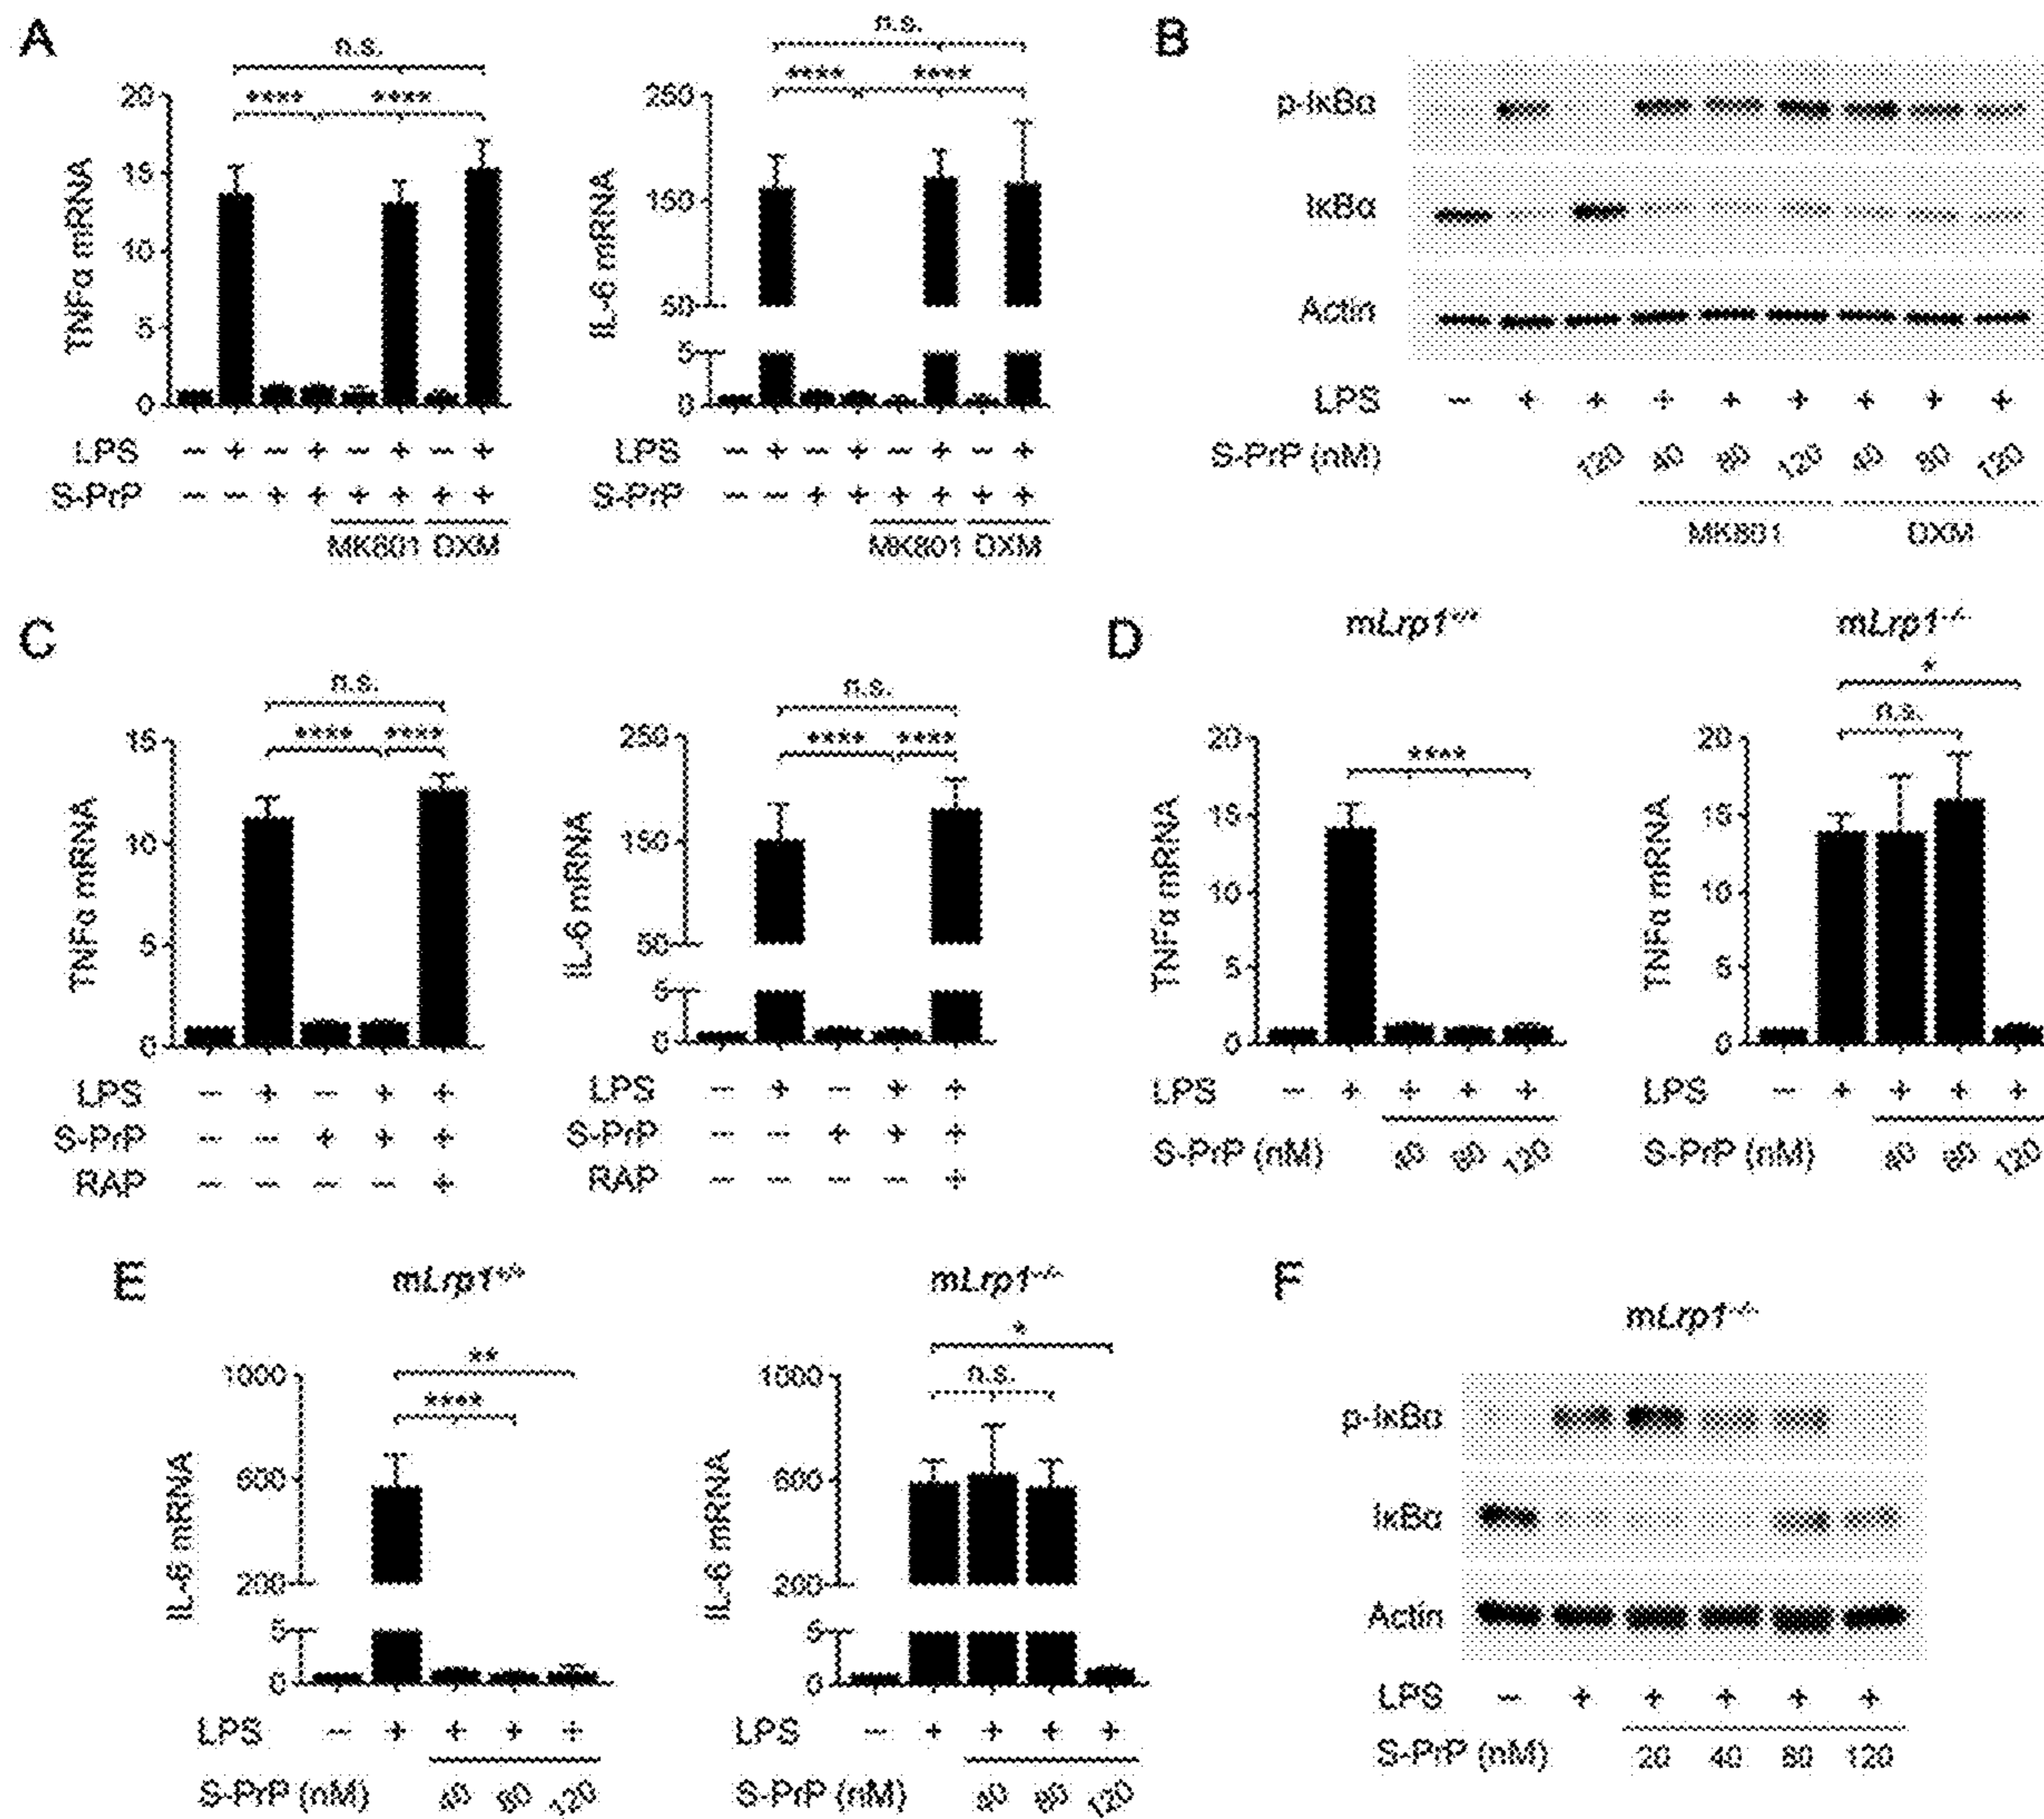 A
n.s.
**** ****
20
15
10
5
0
TNFα mRNA
LPS – + – + – + – +
S-PrP – – + + + + + +
MK801 DXM
n.s.
**** ****
250
150
50
5
0
IL-6 mRNA
LPS – + – + – + – +
S-PrP – – + + + + + +
MK801 DXM
B
p-IκBα
IκBα
Actin
LPS – + + + + + + + +
S-PrP (nM) 120 40 80 120 40 80 120
MK801 DXM
C
n.s.
**** ****
15
10
5
0
TNFα mRNA
LPS – + – + +
S-PrP – – + + +
RAP – – – – +
n.s.
**** ****
250
150
50
5
0
IL-6 mRNA
LPS – + – + +
S-PrP – – + + +
RAP – – – – +
D
mLrp1+/+
****
20
15
10
5
0
TNFα mRNA
LPS – + + + +
S-PrP (nM) 40 80 120
mLrp1-/-
*
n.s.
20
15
10
5
0
TNFα mRNA
LPS – + + + +
S-PrP (nM) 40 80 120
E
mLrp1+/+
**
****
1000
600
200
5
0
IL-6 mRNA
LPS – + + + +
S-PrP (nM) 40 80 120
mLrp1-/-
*
n.s.
1000
600
200
5
0
IL-6 mRNA
LPS – + + + +
S-PrP (nM) 40 80 120
F
mLrp1-/-
p-IκBα
IκBα
Actin
LPS – + + + + +
S-PrP (nM) 20 40 80 120